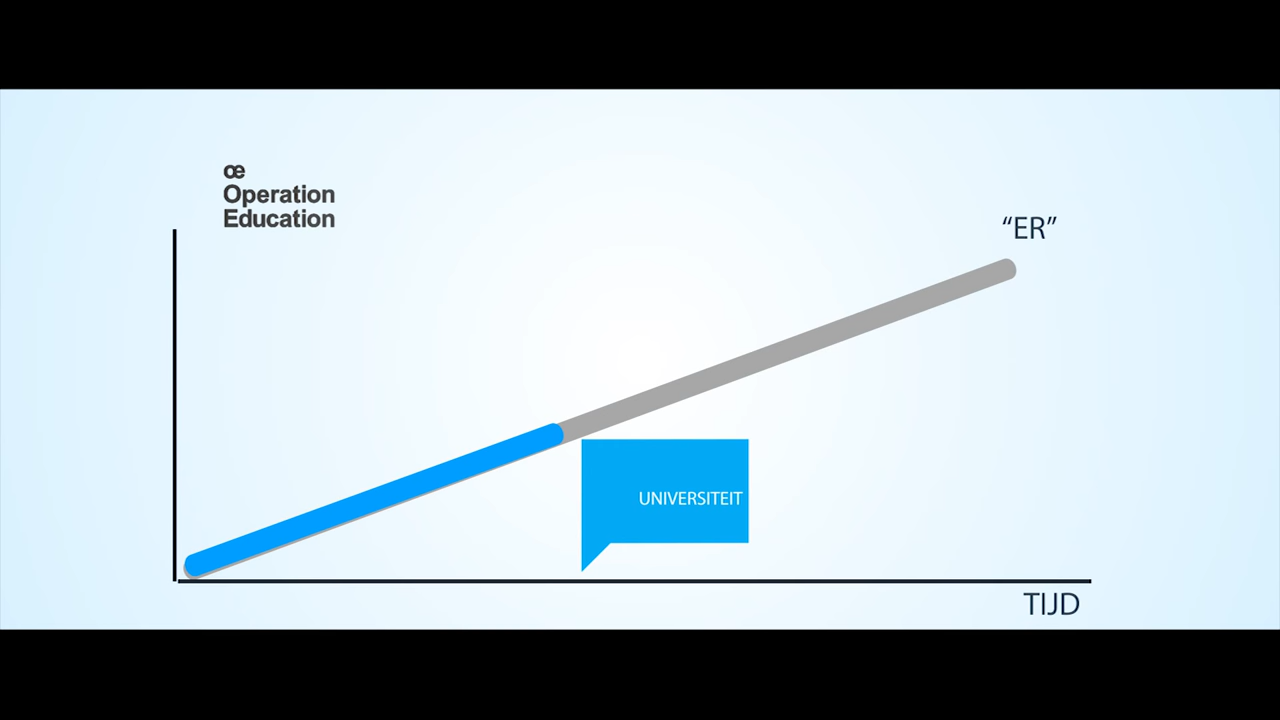 œ
Operation
Education
“ER”
UNIVERSITEIT
TIJD